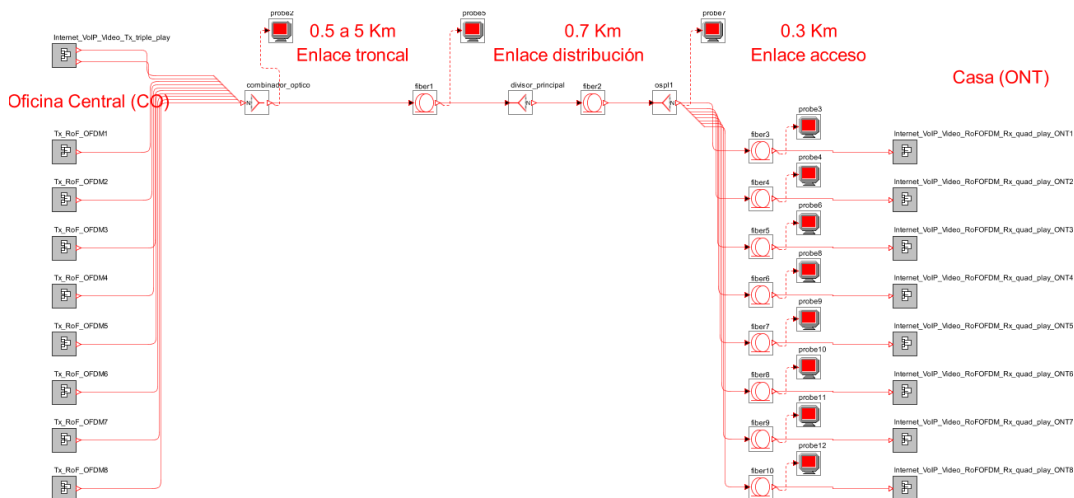 probe2
probe5
probe7
0.5 a 5 Km
0.7 Km
0.3 Km
Internet_VoIP_Video_Tx_triple_play
Enlace troncal
Enlace distribución
Enlace acceso
Casa (ONT)
combinador_optico
fiber1
divisor_principal
fiber2
ospl1
Oficina Central (CO)
probe3
Tx_RoF_OFDM1
fiber3
Internet_VoIP_Video_RoFOFDM_Rx_quad_play_ONT1
probe4
Tx_RoF_OFDM2
fiber4
Internet_VoIP_Video_RoFOFDM_Rx_quad_play_ONT2
probe6
Tx_RoF_OFDM3
fiber5
Internet_VoIP_Video_RoFOFDM_Rx_quad_play_ONT3
probe8
Tx_RoF_OFDM4
fiber6
Internet_VoIP_Video_RoFOFDM_Rx_quad_play_ONT4
probe9
Tx_RoF_OFDM5
fiber7
Internet_VoIP_Video_RoFOFDM_Rx_quad_play_ONT5
probe10
Tx_RoF_OFDM6
fiber8
Internet_VoIP_Video_RoFOFDM_Rx_quad_play_ONT6
probe11
Tx_RoF_OFDM7
fiber9
Internet_VoIP_Video_RoFOFDM_Rx_quad_play_ONT7
probe12
Tx_RoF_OFDM8
fiber10
Internet_VoIP_Video_RoFOFDM_Rx_quad_play_ONT8